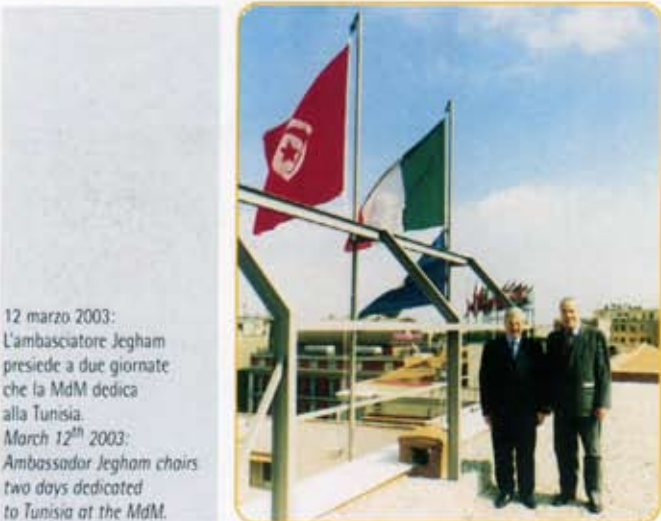 12 marzo 2003:
L'ambasciatore Jegham
presiede a due giornate
che la MdM dedica
alla Tunisia.
March 12th 2003:
Ambassador Jegham chairs
two days dedicated
to Tunisia at the MdM.